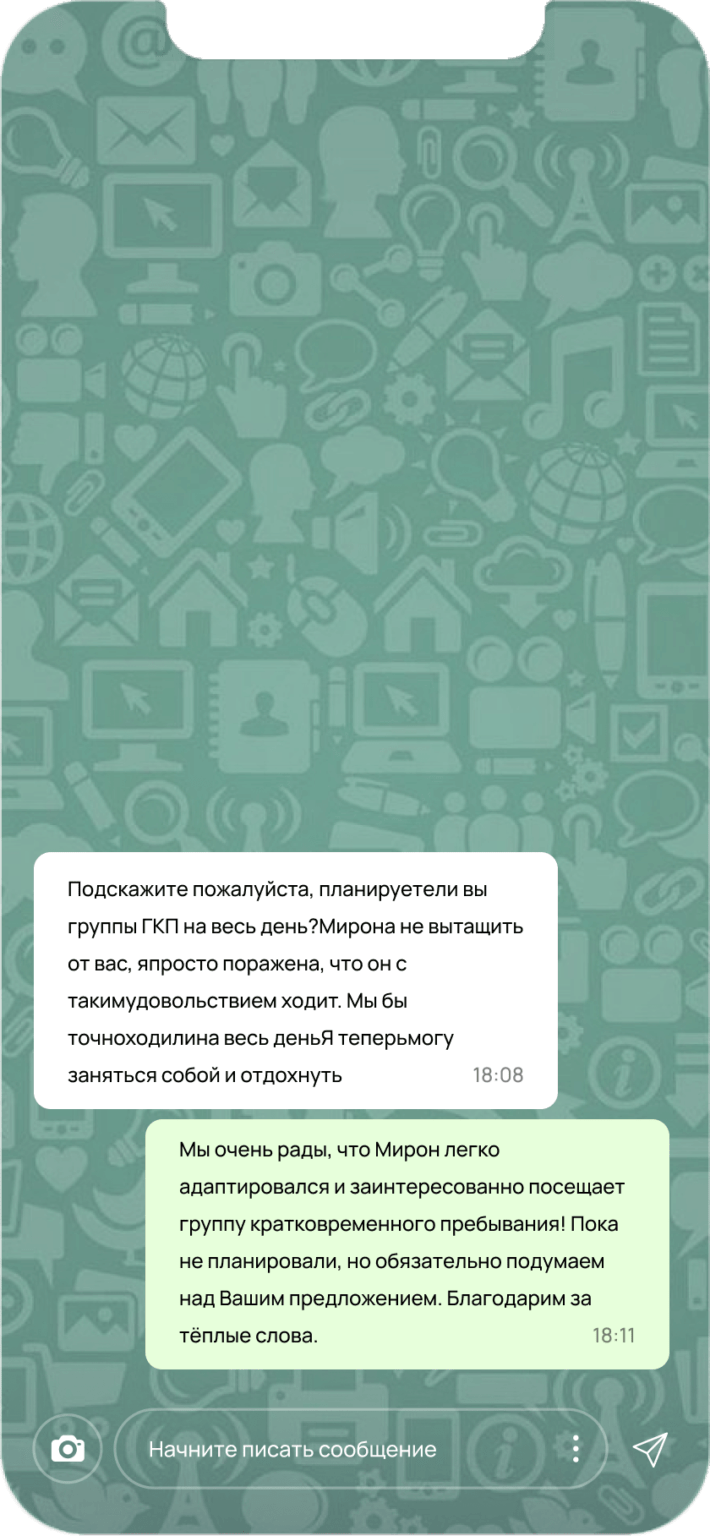 Подскажите пожалуйста, планируетели вы
группы ГКП на весь день?Мирона не вытащить
от вас, япросто поражена, что он с
такимудовольствием ходит. Мы бы
точноходилина весь деньЯ теперьмогу
заняться собой и отдохнуть
18:08
Мы очень рады, что Мирон легко
адаптировался и заинтересованно посещает
группу кратковременного пребывания! Пока
не планировали, но обязательно подумаем
над Вашим предложением. Благодарим за
тёплые слова.
18:11
Начните писать сообщение